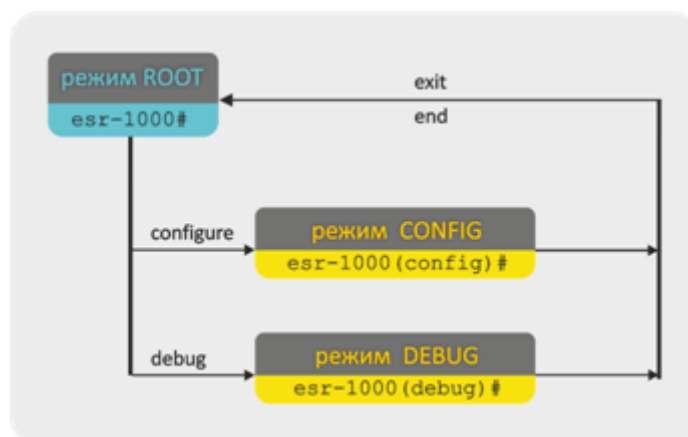 режим ROOT
esr-1000#
exit
end
configure
режим CONFIG
esr-1000(config)#
debug
режим DEBUG
esr-1000(debug)#